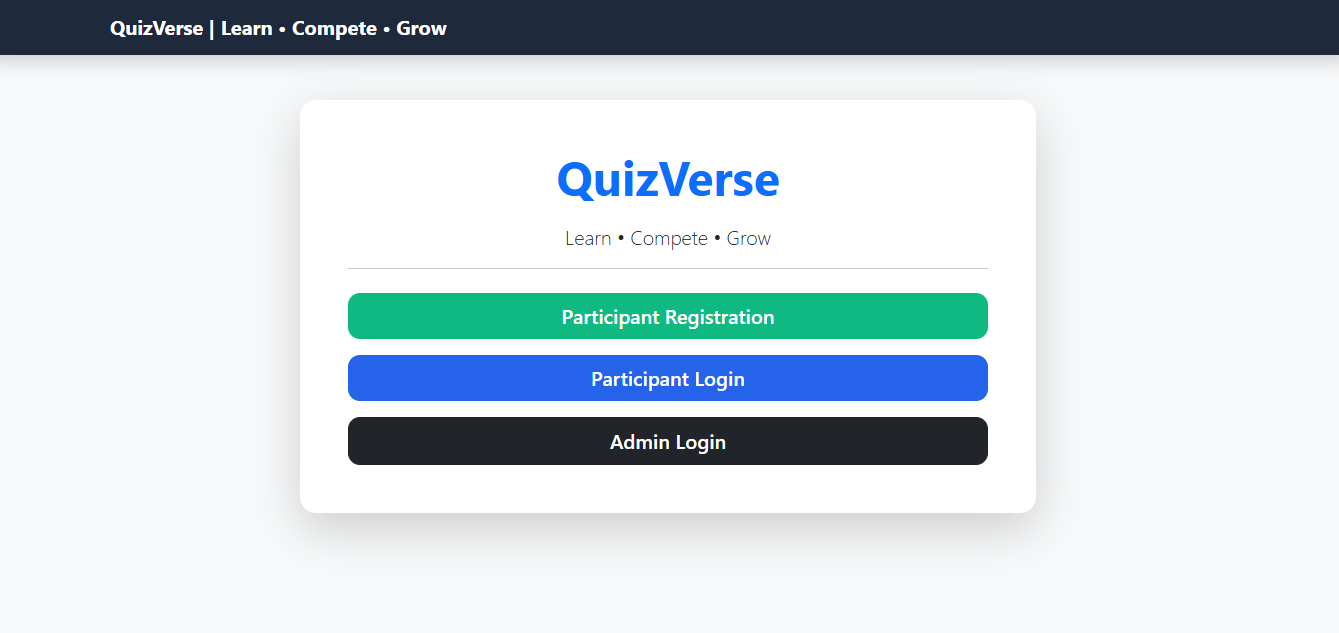 QuizVerse | Learn • Compete • Grow
QuizVerse
Learn • Compete • Grow
Participant Registration
Participant Login
Admin Login